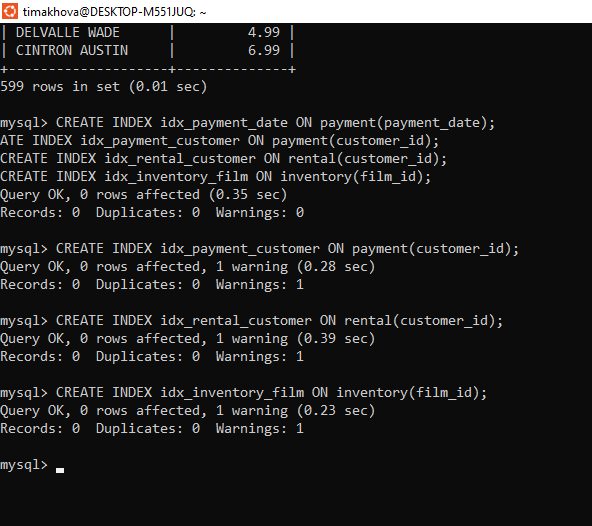 timakhova@DESKTOP-M551JUQ: ~
| DELVALLE WADE      |         4.99 |
| CINTRON AUSTIN     |         6.99 |
+--------------------+--------------+
599 rows in set (0.01 sec)
mysql> CREATE INDEX idx_payment_date ON payment(payment_date);
ATE INDEX idx_payment_customer ON payment(customer_id);
CREATE INDEX idx_rental_customer ON rental(customer_id);
CREATE INDEX idx_inventory_film ON inventory(film_id);
Query OK, 0 rows affected (0.35 sec)
Records: 0  Duplicates: 0  Warnings: 0
mysql> CREATE INDEX idx_payment_customer ON payment(customer_id);
Query OK, 0 rows affected, 1 warning (0.28 sec)
Records: 0  Duplicates: 0  Warnings: 1
mysql> CREATE INDEX idx_rental_customer ON rental(customer_id);
Query OK, 0 rows affected, 1 warning (0.39 sec)
Records: 0  Duplicates: 0  Warnings: 1
mysql> CREATE INDEX idx_inventory_film ON inventory(film_id);
Query OK, 0 rows affected, 1 warning (0.23 sec)
Records: 0  Duplicates: 0  Warnings: 1
mysql>